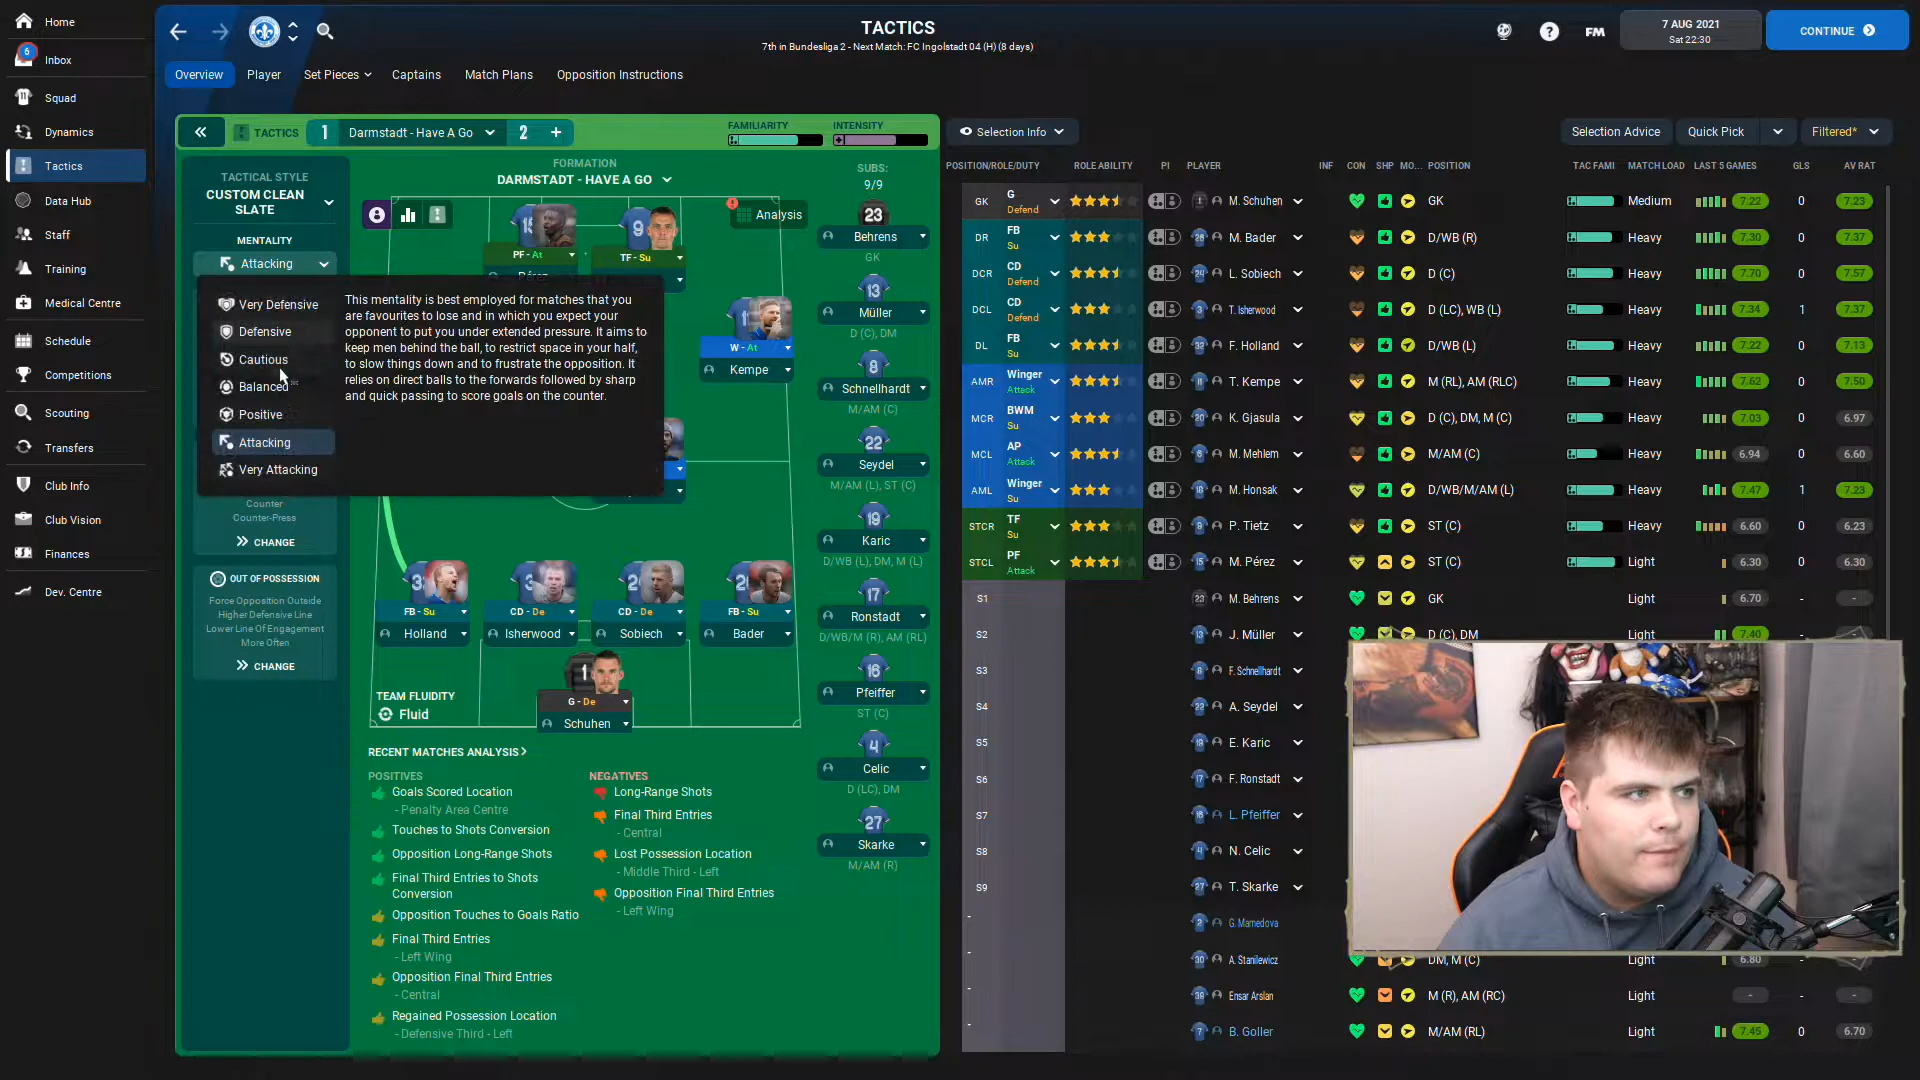 Home
6
Inbox
Squad
Dynamics
Tactics
Data Hub
Staff
Training
Medical Centre
Schedule
Competitions
Scouting
Transfers
Club Info
Club Vision
Finances
Dev. Centre
TACTICS
7th in Bundesliga 2 - Next Match: FC Ingolstadt 04 (H) (8 days)
FM
7 AUG 2021
Sat 22:30
CONTINUE
Overview Player Set Pieces Captains Match Plans Opposition Instructions
TACTICS 1 Darmstadt - Have A Go 2 +
FAMILIARITY INTENSITY
TACTICAL STYLE
CUSTOM CLEAN
SLATE
MENTALITY
Attacking
Very Defensive
Defensive
Cautious
Balanced
Positive
Attacking
Very Attacking
This mentality is best employed for matches that you
are favourites to lose and in which you expect your
opponent to put you under extended pressure. It aims to
keep men behind the ball, to restrict space in your half,
to slow things down and to frustrate the opposition. It
relies on direct balls to the forwards followed by sharp
and quick passing to score goals on the counter.
Counter
Counter-Press
CHANGE
OUT OF POSSESSION
Force Opposition Outside
Higher Defensive Line
Lower Line Of Engagement
More Often
CHANGE
FORMATION
DARMSTADT - HAVE A GO
Analysis
PF - At
Pérez
9
TF - Su
W - At
Kempe
FB - Su
Holland
CD - De
Isherwood
CD - De
Sobiech
FB - Su
Bader
1
G - De
Schuhen
TEAM FLUIDITY
Fluid
SUBS:
9/9
23
Behrens
GK
13
Müller
D (C), DM
8
Schnellhardt
M/AM (C)
22
Seydel
M/AM (L), ST (C)
19
Karic
D/WB (L), DM, M (L)
17
Ronstadt
D/WB/M (R), AM (RL)
16
Pfeiffer
ST (C)
4
Celic
D (LC), DM
27
Skarke
M/AM (R)
RECENT MATCHES ANALYSIS
POSITIVES
Goals Scored Location
- Penalty Area Centre
Touches to Shots Conversion
Opposition Long-Range Shots
Final Third Entries to Shots
Conversion
Opposition Touches to Goals Ratio
Final Third Entries
- Left Wing
Opposition Final Third Entries
- Central
Regained Possession Location
- Defensive Third - Left
NEGATIVES
Long-Range Shots
Final Third Entries
- Central
Lost Possession Location
- Middle Third - Left
Opposition Final Third Entries
- Left Wing
Selection Info Selection Advice Quick Pick Filtered*
POSITION/ROLE/DUTY ROLE ABILITY PI PLAYER INF CON SHP MO... POSITION TAC FAMI MATCH LOAD LAST 5 GAMES GLS AV RAT
GK G Defend M. Schuhen GK Medium 7.22 0 7.23
DR FB Su M. Bader D/WB (R) Heavy 7.30 0 7.37
DCR CD Defend L. Sobiech D (C) Heavy 7.70 0 7.57
DCL CD Defend T. Isherwood D (LC), WB (L) Heavy 7.34 1 7.37
DL FB Su F. Holland D/WB (L) Heavy 7.22 0 7.13
AMR Winger Attack T. Kempe M (RL), AM (RLC) Heavy 7.62 0 7.50
MCR BWM Su K. Gjasula D (C), DM, M (C) Heavy 7.03 0 6.97
MCL AP Attack M. Mehlem M/AM (C) Heavy 6.94 0 6.60
AML Winger Su M. Honsak D/WB/M/AM (L) Heavy 7.47 1 7.23
STCR TF Su P. Tietz ST (C) Heavy 6.60 0 6.23
STCL PF Attack M. Pérez ST (C) Light 6.30 0 6.30
S1 M. Behrens GK Light 6.70 - -
S2 J. Müller D (C), DM Light 7.40 - -
S3 F. Schnellhardt
S4 A. Seydel
S5 E. Karic
S6 F. Ronstadt
S7 L. Pfeiffer
S8 N. Celic
S9 T. Skarke
- G. Mamedova
- A. Stanilewicz DM, M (C) Light 6.80 - -
- Ensar Arslan M (R), AM (RC) Light - - -
- B. Goller M/AM (RL) Light 7.45 0 6.70